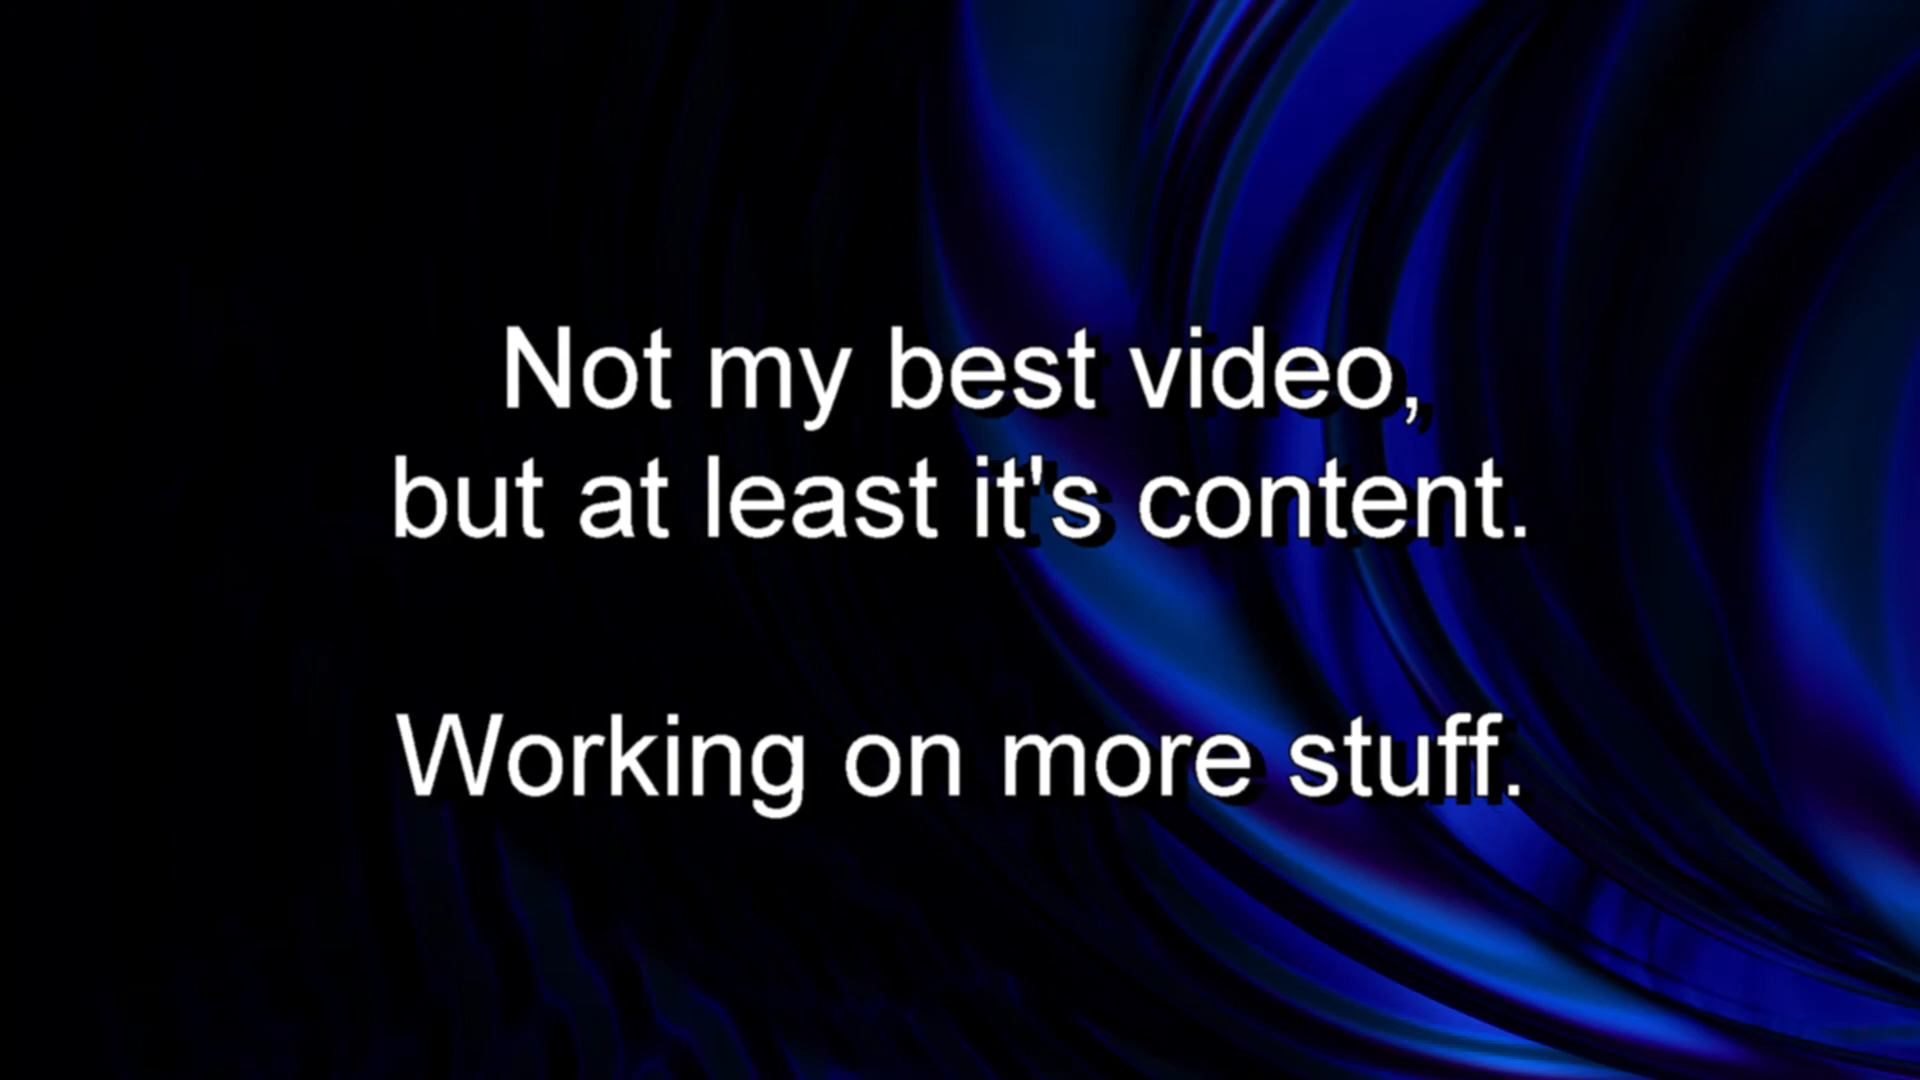 Not my best video,
but at least it's content.
Working on more stuff.